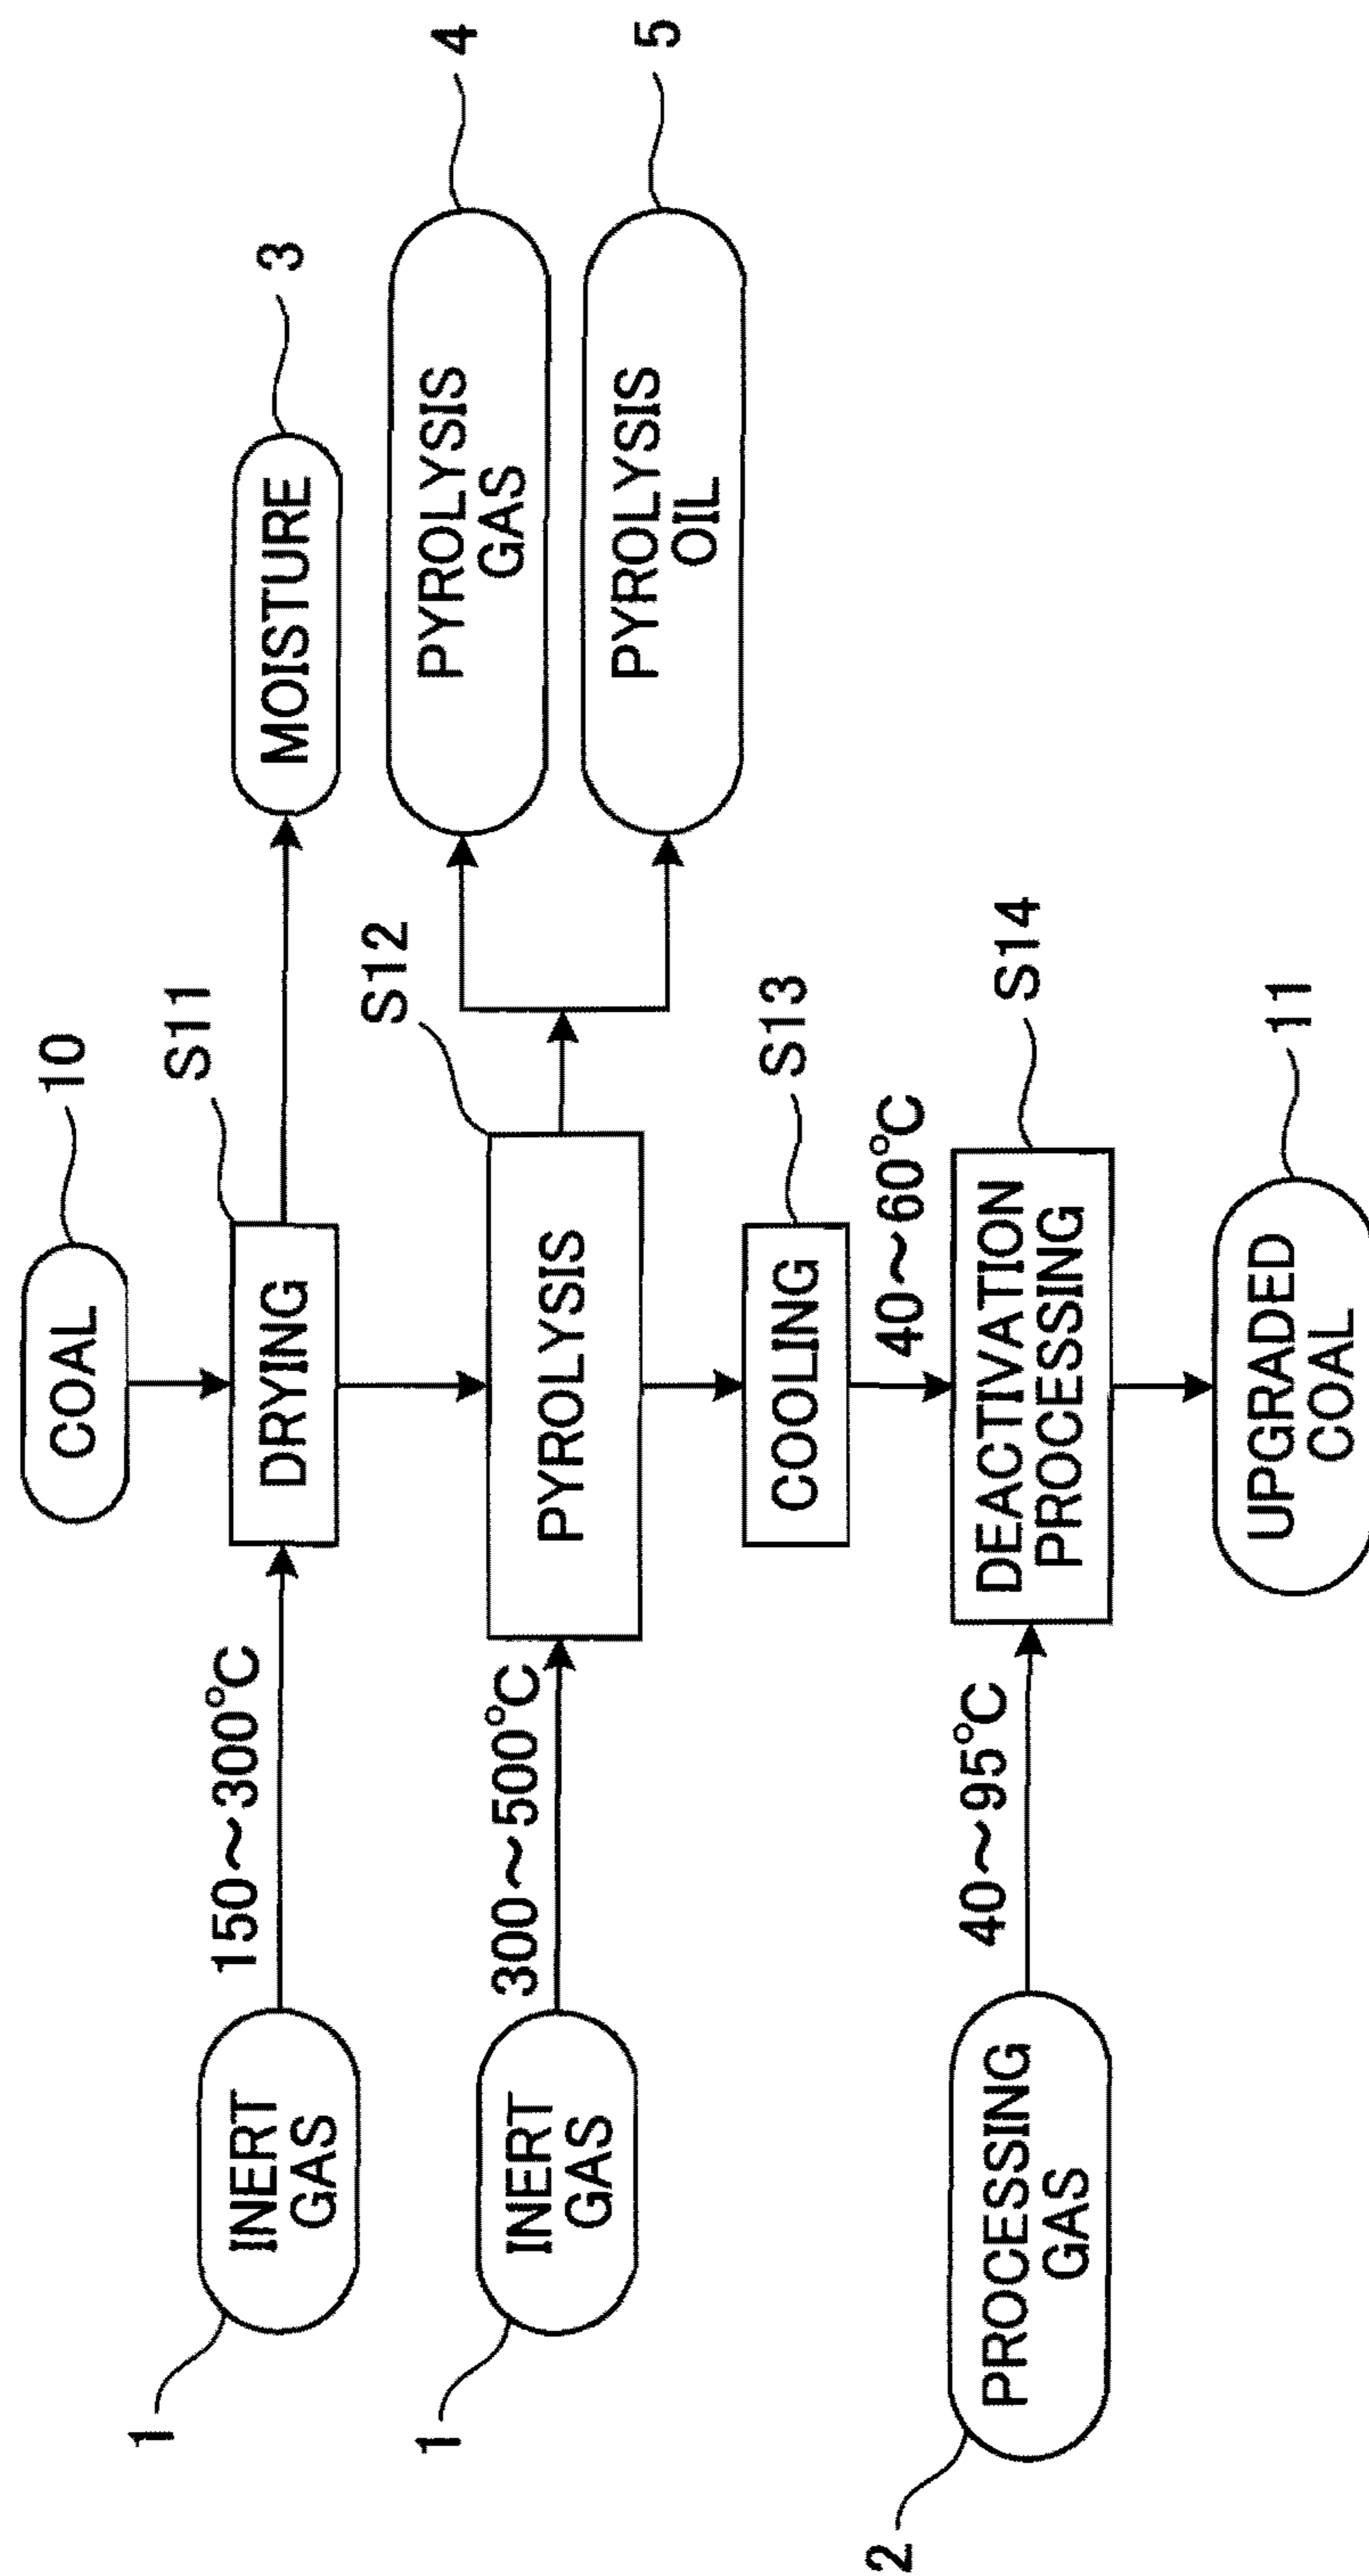 10
COAL
S11
1
INERT
GAS
150～300°C
DRYING
MOISTURE
3
S12
1
INERT
GAS
300～500°C
PYROLYSIS
PYROLYSIS
GAS
4
PYROLYSIS
OIL
5
COOLING
S13
40～60°C
2
PROCESSING
GAS
40～95°C
DEACTIVATION
PROCESSING
S14
UPGRADED
COAL
11